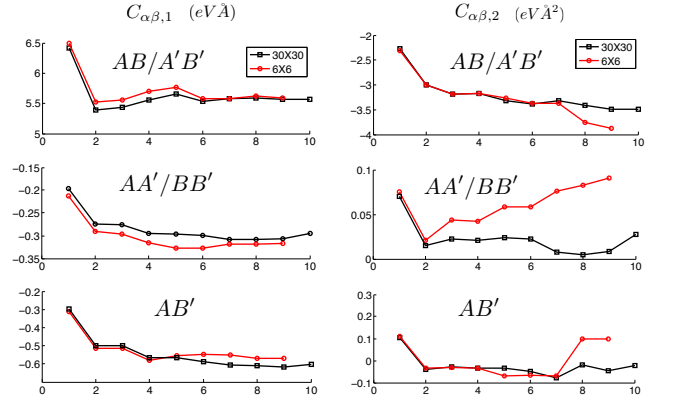 C_{αβ,1} (eVÅ)
C_{αβ,2} (eVÅ²)
6.5
6
5.5
5
AB/A′B′
30X30
6X6
0 2 4 6 8 10
−2
−2.5
−3
−3.5
−4
AB/A′B′
30X30
6X6
0 2 4 6 8 10
−0.15
−0.2
−0.25
−0.3
−0.35
AA′/BB′
0 2 4 6 8 10
0.1
0.05
0
AA′/BB′
0 2 4 6 8 10
−0.2
−0.3
−0.4
−0.5
−0.6
AB′
0 2 4 6 8 10
0.3
0.2
0.1
0
−0.1
AB′
0 2 4 6 8 10